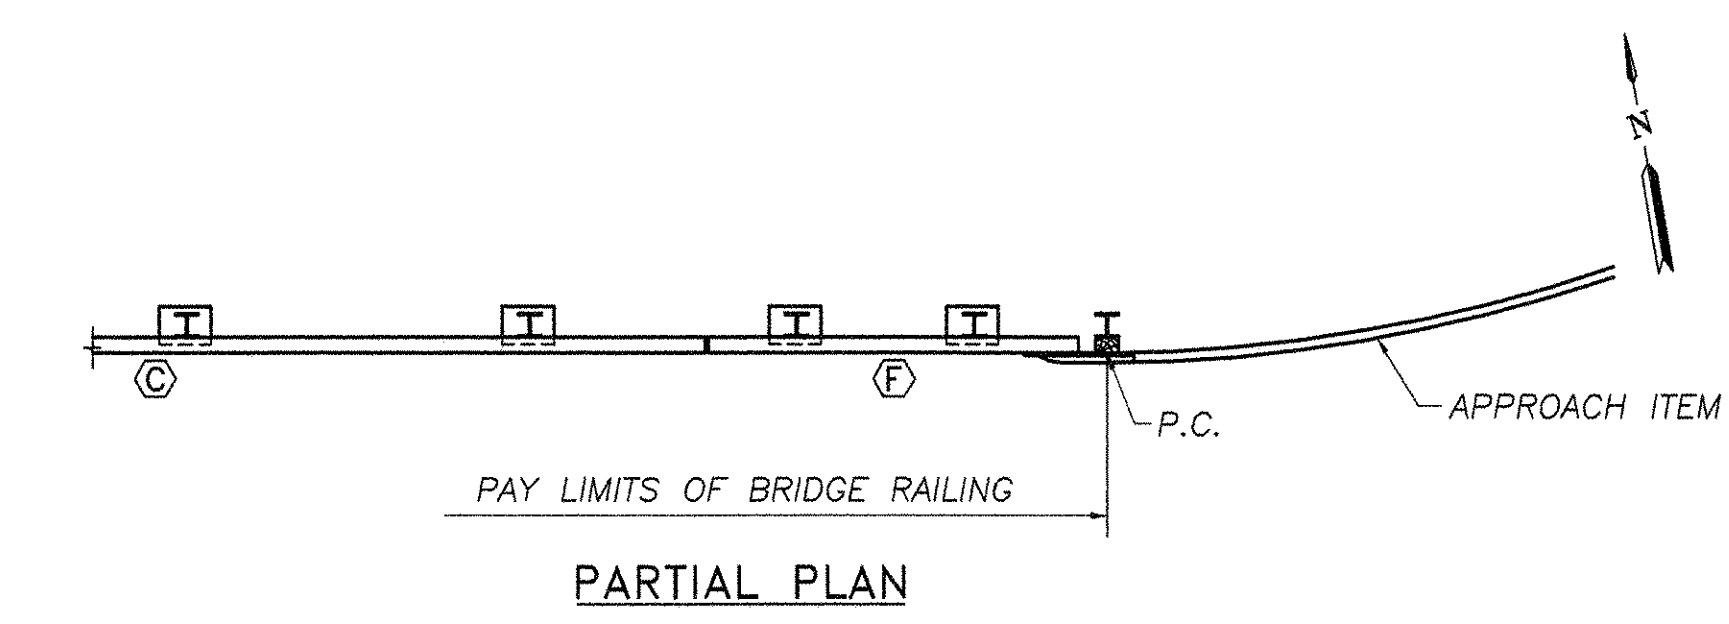 N
C
F
APPROACH ITEM
P.C.
PAY LIMITS OF BRIDGE RAILING
PARTIAL PLAN